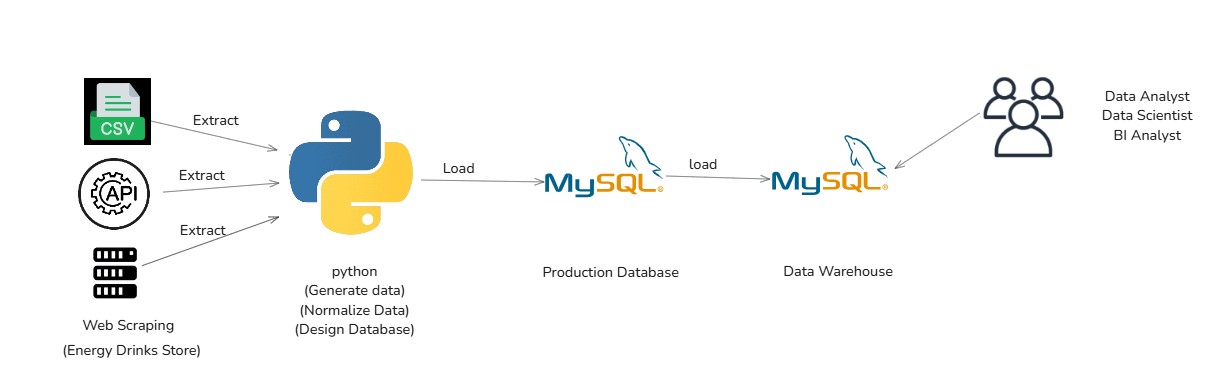 CSV
API
Web Scraping
(Energy Drinks Store)
Extract
Extract
Extract
python
(Generate data)
(Normalize Data)
(Design Database)
Load
MySQL®
Production Database
load
MySQL®
Data Warehouse
Data Analyst
Data Scientist
BI Analyst